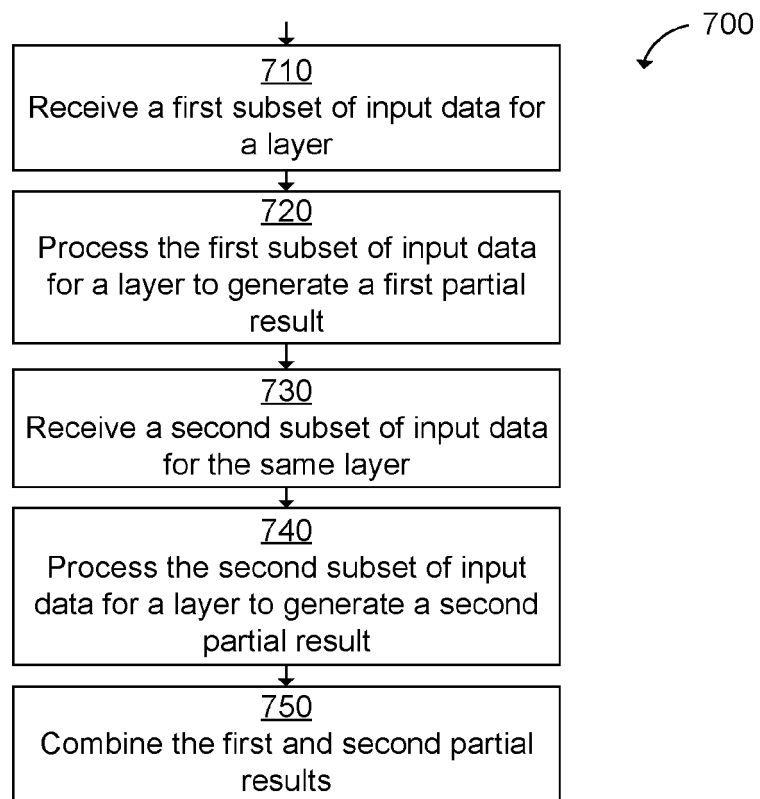 700
710
Receive a first subset of input data for
a layer
720
Process the first subset of input data
for a layer to generate a first partial
result
730
Receive a second subset of input data
for the same layer
740
Process the second subset of input
data for a layer to generate a second
partial result
750
Combine the first and second partial
results